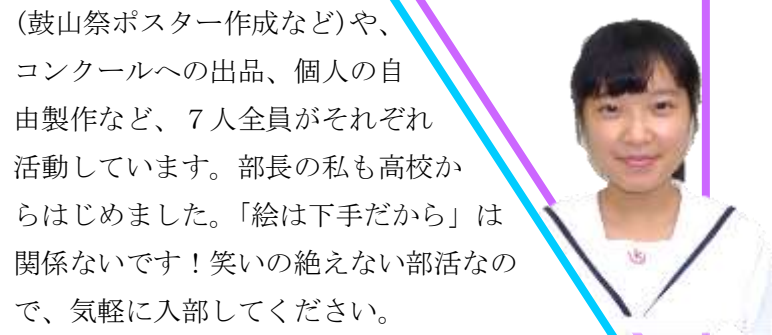 (鼓山祭ポスター作成など)や、
コンクールへの出品、個人の自
由製作など、７人全員がそれぞれ
活動しています。部長の私も高校か
らはじめました。「絵は下手だから」は
関係ないです！笑いの絶えない部活なの
で、気軽に入部してください。